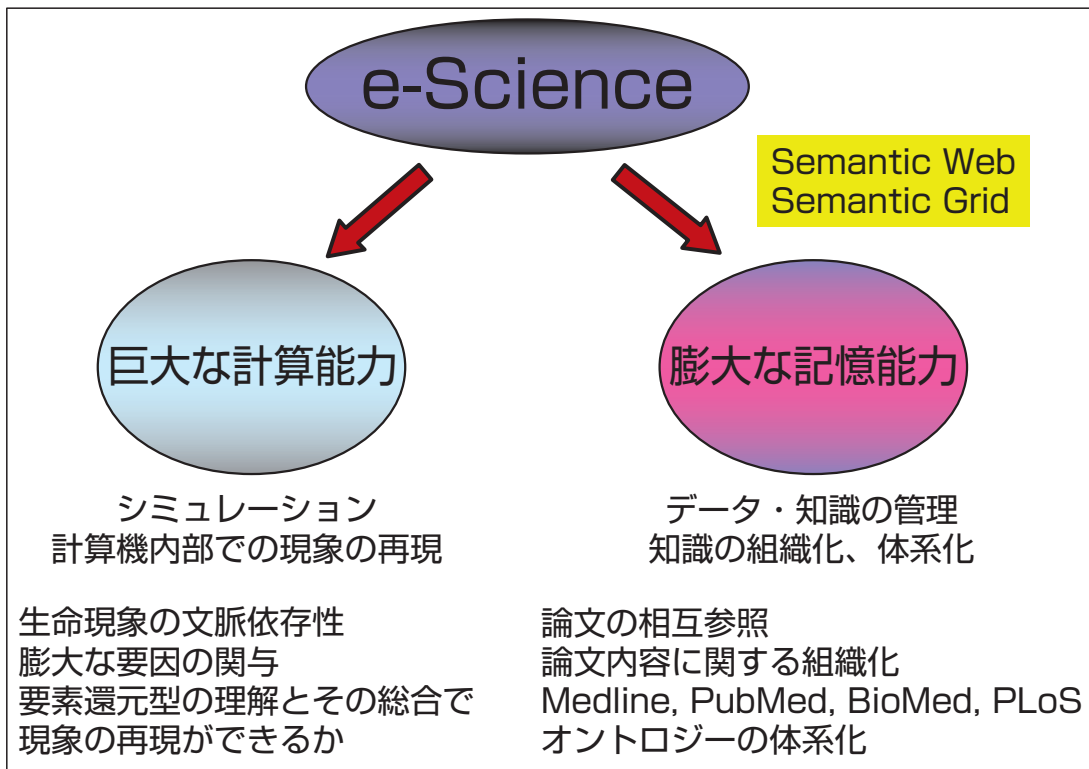 e-Science
Semantic Web
Semantic Grid
巨大な計算能力
膨大な記憶能力
シミュレーション
計算機内部での現象の再現
データ・知識の管理
知識の組織化、体系化
生命現象の文脈依存性
膨大な要因の関与
要素還元型の理解とその総合で
現象の再現ができるか
論文の相互参照
論文内容に関する組織化
Medline, PubMed, BioMed, PLoS
オントロジーの体系化